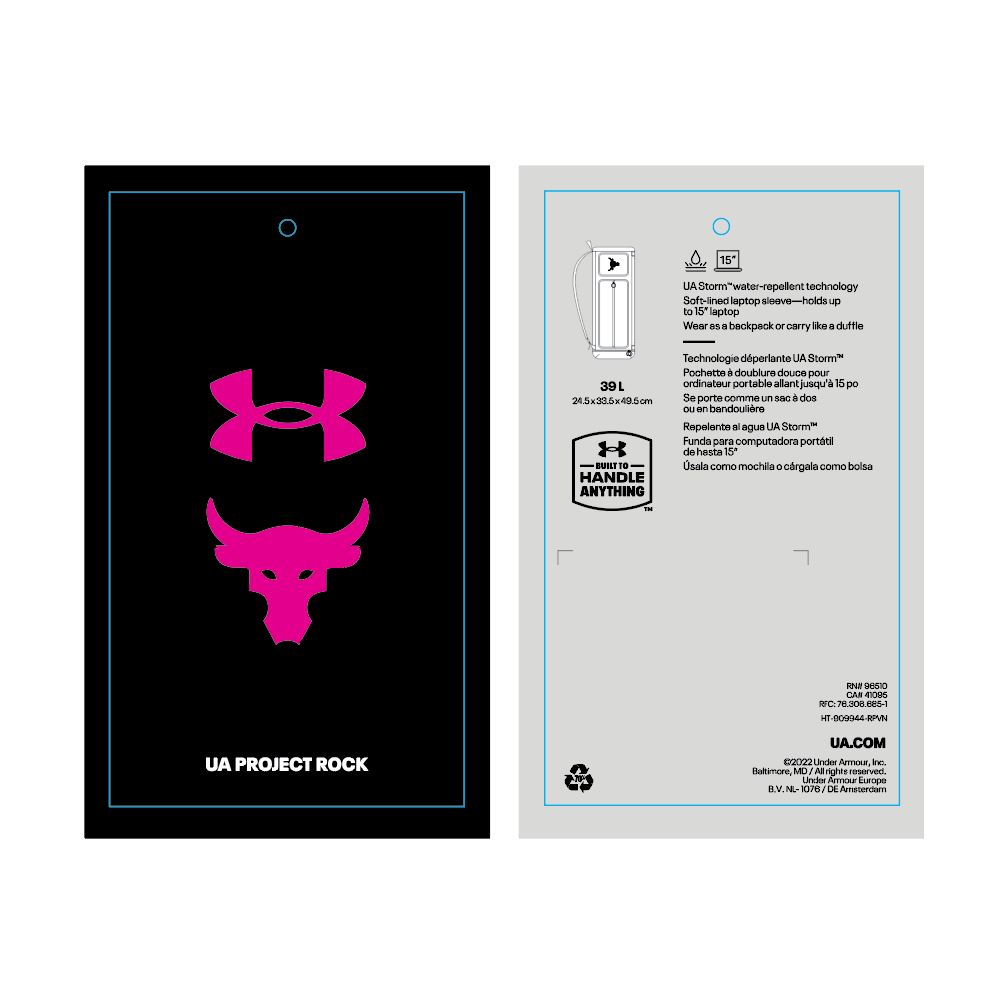 UA PROJECT ROCK
15"
UA Storm™ water-repellent technology
Soft-lined laptop sleeve—holds up
to 15" laptop
Wear as a backpack or carry like a duffle
Technologie déperlante UA Storm™
Pochette à doublure douce pour
ordinateur portable allant jusqu'à 15 po
Se porte comme un sac à dos
ou en bandoulière
Repelente al agua UA Storm™
Funda para computadora portátil
de hasta 15"
Úsala como mochila o cárgala como bolsa
39 L
24.5 x 33.5 x 49.5 cm
BUILT TO
HANDLE
ANYTHING
™
RN# 96510
CA# 41095
RFC: 76.306.685-1
HT-909944-RPVN
UA.COM
©2022 Under Armour, Inc.
Baltimore, MD / All rights reserved.
Under Armour Europe
B.V. NL- 1076 / DE Amsterdam
70%